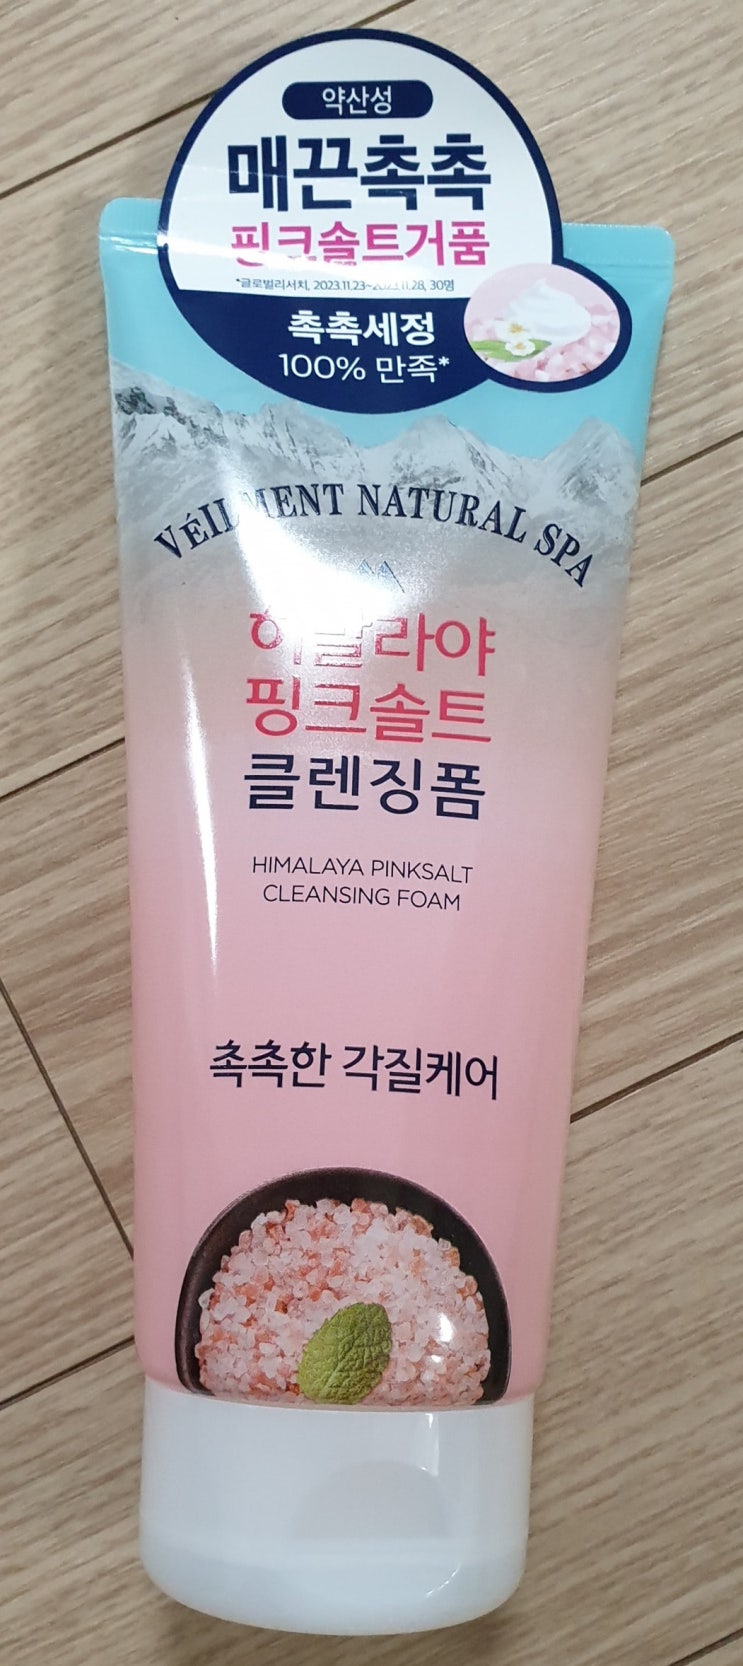 약산성
매끈촉촉
핑크솔트거품
*글로벌리서치, 2023.11.23~2023.11.28, 30명
촉촉세정
100% 만족*
VÉILMENT NATURAL SPA
히말라야
핑크솔트
클렌징폼
HIMALAYA PINKSALT
CLEANSING FOAM
촉촉한 각질케어